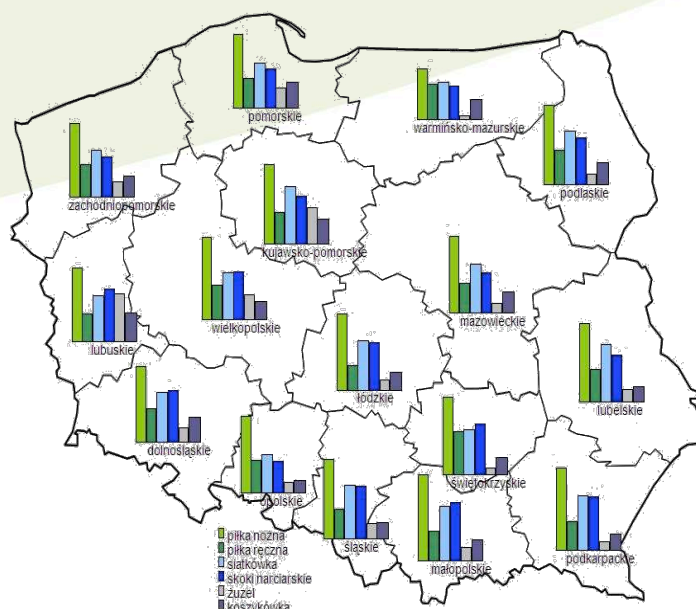 pomorskie
warmińsko-mazurskie
podlaskie
zachodniopomorskie
kujawsko-pomorskie
wielkopolskie
mazowieckie
lubuskie
łódzkie
lubelskie
dolnośląskie
świętokrzyskie
opolskie
śląskie
małopolskie
podkarpackie
piłka nożna
piłka ręczna
siatkówka
skoki narciarskie
żużel
koszykówka